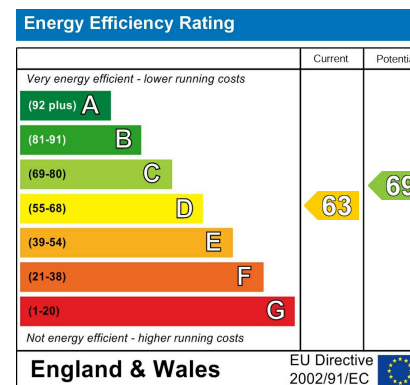 Energy Efficiency Rating
Current
Very energy efficient - lower running costs
(92 plus) A
(81-91) B
(69-80) C
(55-68) D
(39-54) E
(21-38) F
(1-20) G
63
69
Not energy efficient - higher running costs
England & Wales
EU Directive
2002/91/EC